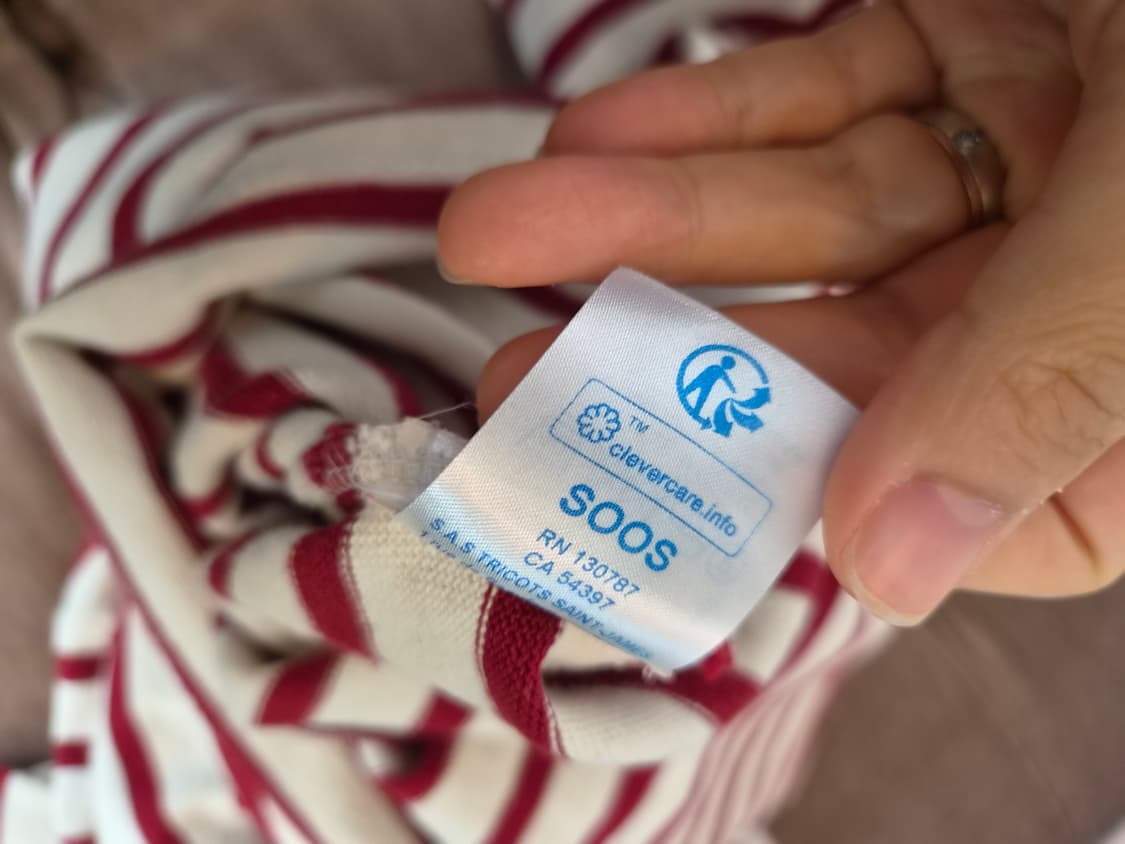 TM
clevercare.info
SOOS
RN 130787
CA 54397
S.A.S TRICOTS SAINT-JAMES